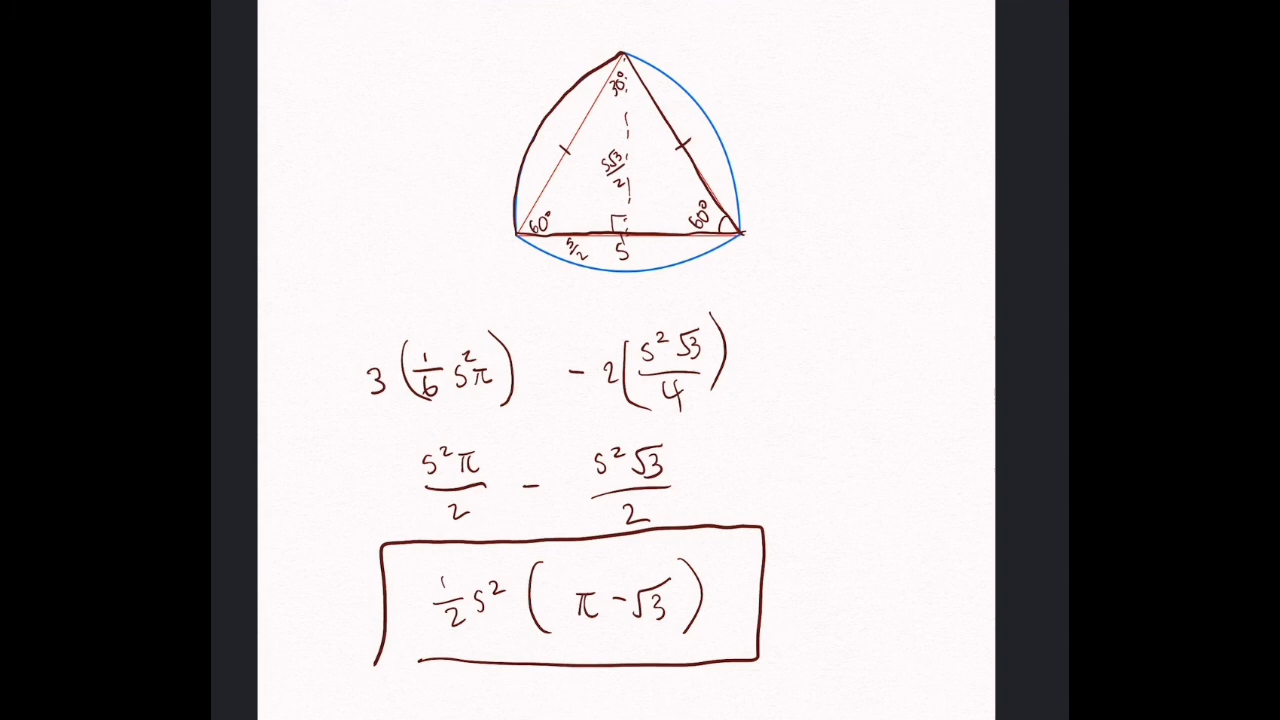 30°
s√3/2
60° 60°
s/2 s
3 (1/6 s²π) - 2(s²√3/4)
s²π/2 - s²√3/2
1/2 s² (π - √3)